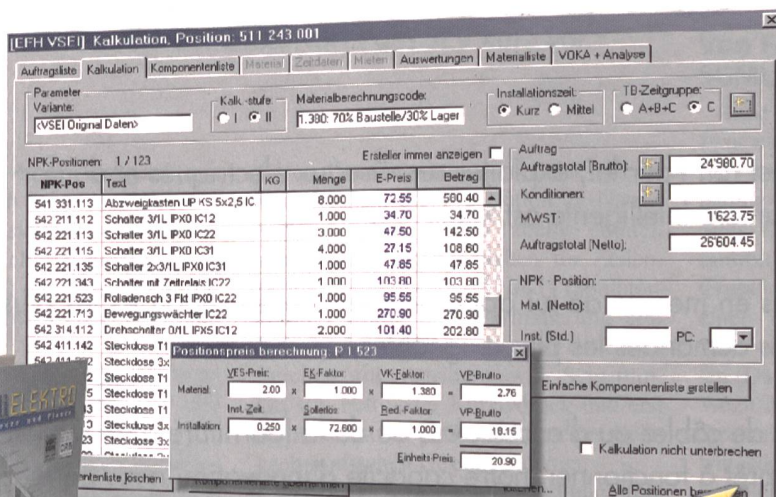 [EFH VSEI] Kalkulation, Position: 511 243.001
Auftragsliste Kalkulation Komponentenliste Material Zeitdaten Mieten Auswertungen Materialliste VOKA + Analyse
Parameter
Variante:
<VSEI Original Daten>
Kalk.-stufe
I II
Materialberechnungscode:
1.380: 70% Baustelle/30% Lager
Installationszeit
Kurz Mittel
TB-Zeitgruppe:
A+B+C C
NPK-Positionen: 1 / 123
Ersteller immer anzeigen
NPK-Pos Text KG Menge E-Preis Betrag
541 331.113 Abzweigkasten UP KS 5x2,5 IC 8.000 72.55 580.40
542 211.112 Schalter 3/1L IPX0 IC12 1.000 34.70 34.70
542 221.113 Schalter 3/1L IPX0 IC22 3.000 47.50 142.50
542 221.115 Schalter 3/1L IPX0 IC31 4.000 27.15 108.60
542 221.135 Schalter 2x3/1L IPX0 IC31 1.000 47.85 47.85
542 221.343 Schalter mit Zeitrelais IC22 1.000 103.80 103.80
542 221.523 Rolladensch 3 Fkt IPX0 IC22 1.000 95.55 95.55
542 221.713 Bewegungswächter IC22 1.000 270.90 270.90
542 314.112 Drehschalter 0/1L IPX5 IC12 2.000 101.40 202.80
542 411.142 Steckdose T1
Steckdose 3x
Steckdose T1
Steckdose T1
Steckdose 3x
Steckdose 3x
Auftrag
Auftragstotal (Brutto): 24'980.70
Konditionen:
MWST: 1'623.75
Auftragstotal (Netto): 26'604.45
NPK - Position:
Mat. (Netto):
Inst. (Std.) PC:
Einfache Komponentenliste erstellen
Kalkulation nicht unterbrechen
Positionspreis berechnung: P 1 523
VES-Preis: EK-Faktor: VK-Faktor: VP-Brutto
Material: 2.00 x 1.000 x 1.380 = 2.76
Inst. Zeit: Sollerlös: Red.-Faktor: VP-Brutto
Installation: 0.250 x 72.600 x 1.000 = 18.15
Einheits-Preis: 20.90
ELEKTRO
entenliste löschen
Alle Positionen